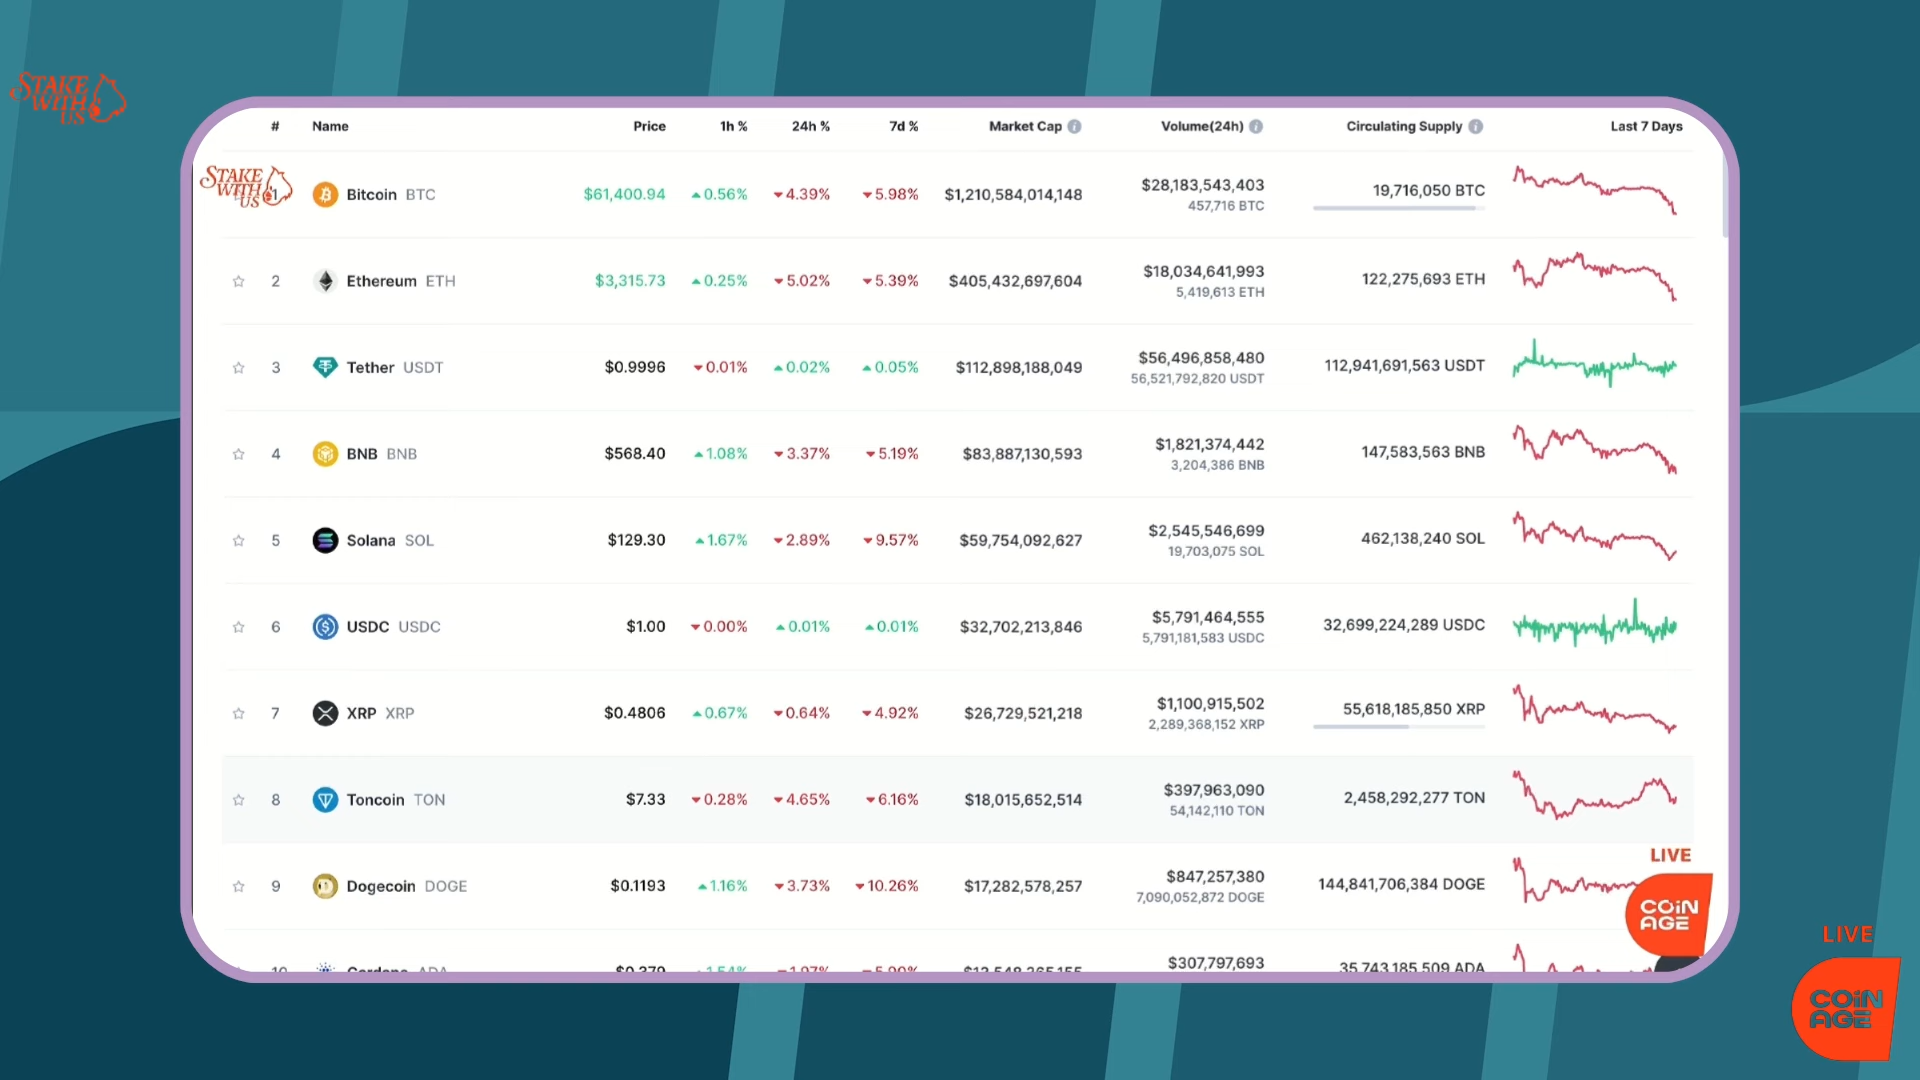 STAKE
WITH
US
# Name Price 1h % 24h % 7d % Market Cap Volume(24h) Circulating Supply Last 7 Days
STAKE
WITH
US
1 Bitcoin BTC $61,400.94 0.56% 4.39% 5.98% $1,210,584,014,148 $28,183,543,403 19,716,050 BTC
457,716 BTC
2 Ethereum ETH $3,315.73 0.25% 5.02% 5.39% $405,432,697,604 $18,034,641,993 122,275,693 ETH
5,419,613 ETH
3 Tether USDT $0.9996 0.01% 0.02% 0.05% $112,898,188,049 $56,496,858,480 112,941,691,563 USDT
56,521,792,820 USDT
4 BNB BNB $568.40 1.08% 3.37% 5.19% $83,887,130,593 $1,821,374,442 147,583,563 BNB
3,204,386 BNB
5 Solana SOL $129.30 1.67% 2.89% 9.57% $59,754,092,627 $2,545,546,699 462,138,240 SOL
19,703,075 SOL
6 USDC USDC $1.00 0.00% 0.01% 0.01% $32,702,213,846 $5,791,464,555 32,699,224,289 USDC
5,791,181,583 USDC
7 XRP XRP $0.4806 0.67% 0.64% 4.92% $26,729,521,218 $1,100,915,502 55,618,185,850 XRP
2,289,368,152 XRP
8 Toncoin TON $7.33 0.28% 4.65% 6.16% $18,015,652,514 $397,963,090 2,458,292,277 TON
54,142,110 TON
9 Dogecoin DOGE $0.1193 1.16% 3.73% 10.26% $17,282,578,257 $847,257,380 144,841,706,384 DOGE
7,090,052,872 DOGE
10 Cardano ADA $0.379 1.54% $307,797,693 35,743,185,509 ADA
LIVE
COiN
AGE
LIVE
COiN
AGE